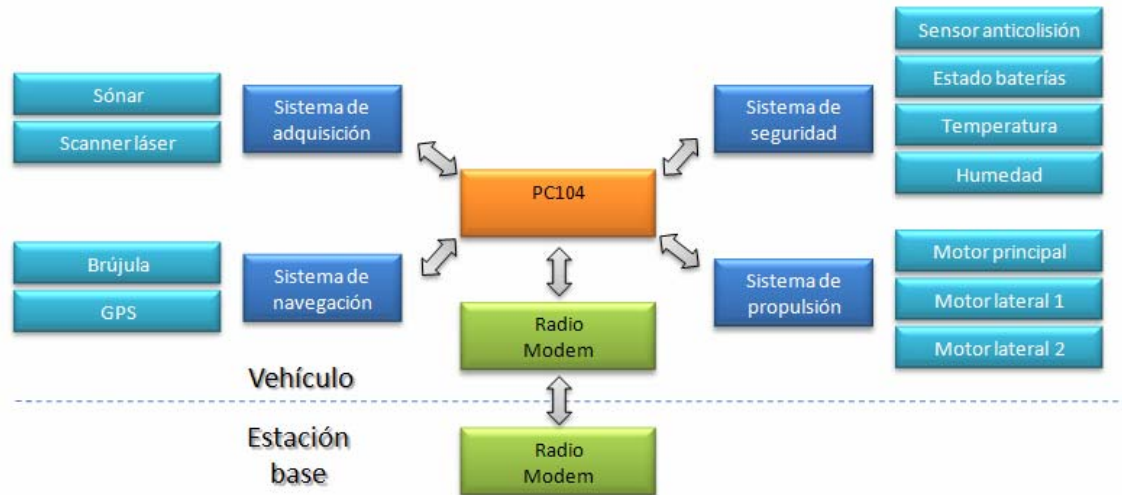 Sónar
Scanner láser
Sistema de
adquisición
Brújula
GPS
Sistema de
navegación
PC104
Radio
Modem
Sistema de
seguridad
Sensor anticolisión
Estado baterías
Temperatura
Humedad
Sistema de
propulsión
Motor principal
Motor lateral 1
Motor lateral 2
Vehículo
Estación
base
Radio
Modem